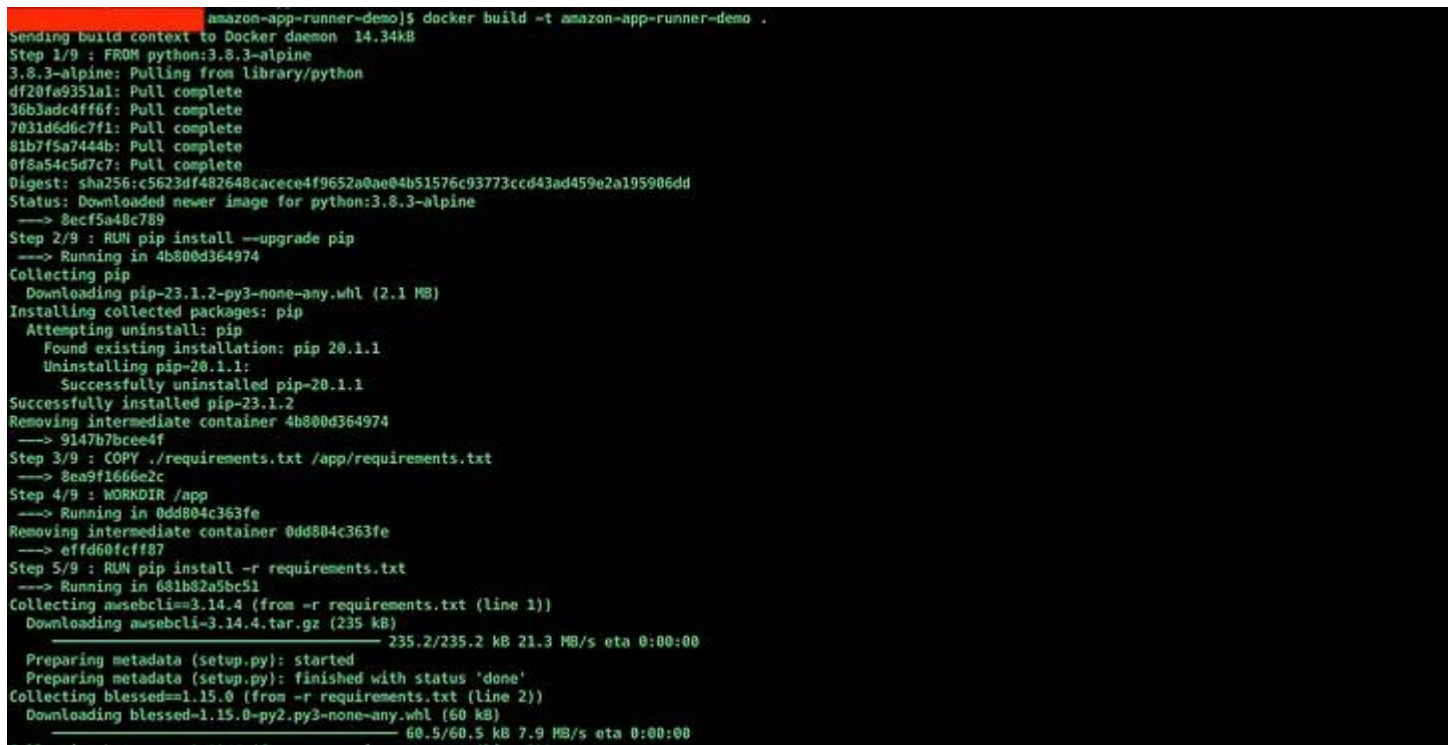 amazon-app-runner-demo]$ docker build -t amazon-app-runner-demo .
Sending build context to Docker daemon  14.34kB
Step 1/9 : FROM python:3.8.3-alpine
3.8.3-alpine: Pulling from library/python
df20fa9351a1: Pull complete
36b3adc4ff6f: Pull complete
7031d6d6c7f1: Pull complete
81b7f5a7444b: Pull complete
0f8a54c5d7c7: Pull complete
Digest: sha256:c5623df482648cacece4f9652a0ae04b51576c93773ccd43ad459e2a195906dd
Status: Downloaded newer image for python:3.8.3-alpine
 ---> 8ecf5a48c789
Step 2/9 : RUN pip install --upgrade pip
 ---> Running in 4b800d364974
Collecting pip
  Downloading pip-23.1.2-py3-none-any.whl (2.1 MB)
Installing collected packages: pip
  Attempting uninstall: pip
    Found existing installation: pip 20.1.1
    Uninstalling pip-20.1.1:
      Successfully uninstalled pip-20.1.1
Successfully installed pip-23.1.2
Removing intermediate container 4b800d364974
 ---> 9147b7bcee4f
Step 3/9 : COPY ./requirements.txt /app/requirements.txt
 ---> 8ea9f1666e2c
Step 4/9 : WORKDIR /app
 ---> Running in 0dd804c363fe
Removing intermediate container 0dd804c363fe
 ---> effd60fcff87
Step 5/9 : RUN pip install -r requirements.txt
 ---> Running in 681b82a5bc51
Collecting awsebcli==3.14.4 (from -r requirements.txt (line 1))
  Downloading awsebcli-3.14.4.tar.gz (235 kB)
     235.2/235.2 kB 21.3 MB/s eta 0:00:00
  Preparing metadata (setup.py): started
  Preparing metadata (setup.py): finished with status 'done'
Collecting blessed==1.15.0 (from -r requirements.txt (line 2))
  Downloading blessed-1.15.0-py2.py3-none-any.whl (60 kB)
     60.5/60.5 kB 7.9 MB/s eta 0:00:00